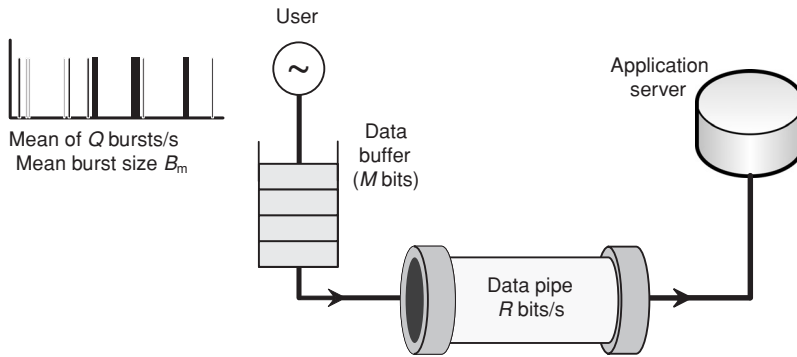 User
Application
server
Mean of Q bursts/s
Mean burst size Bm
Data
buffer
(M bits)
Data pipe
R bits/s
~